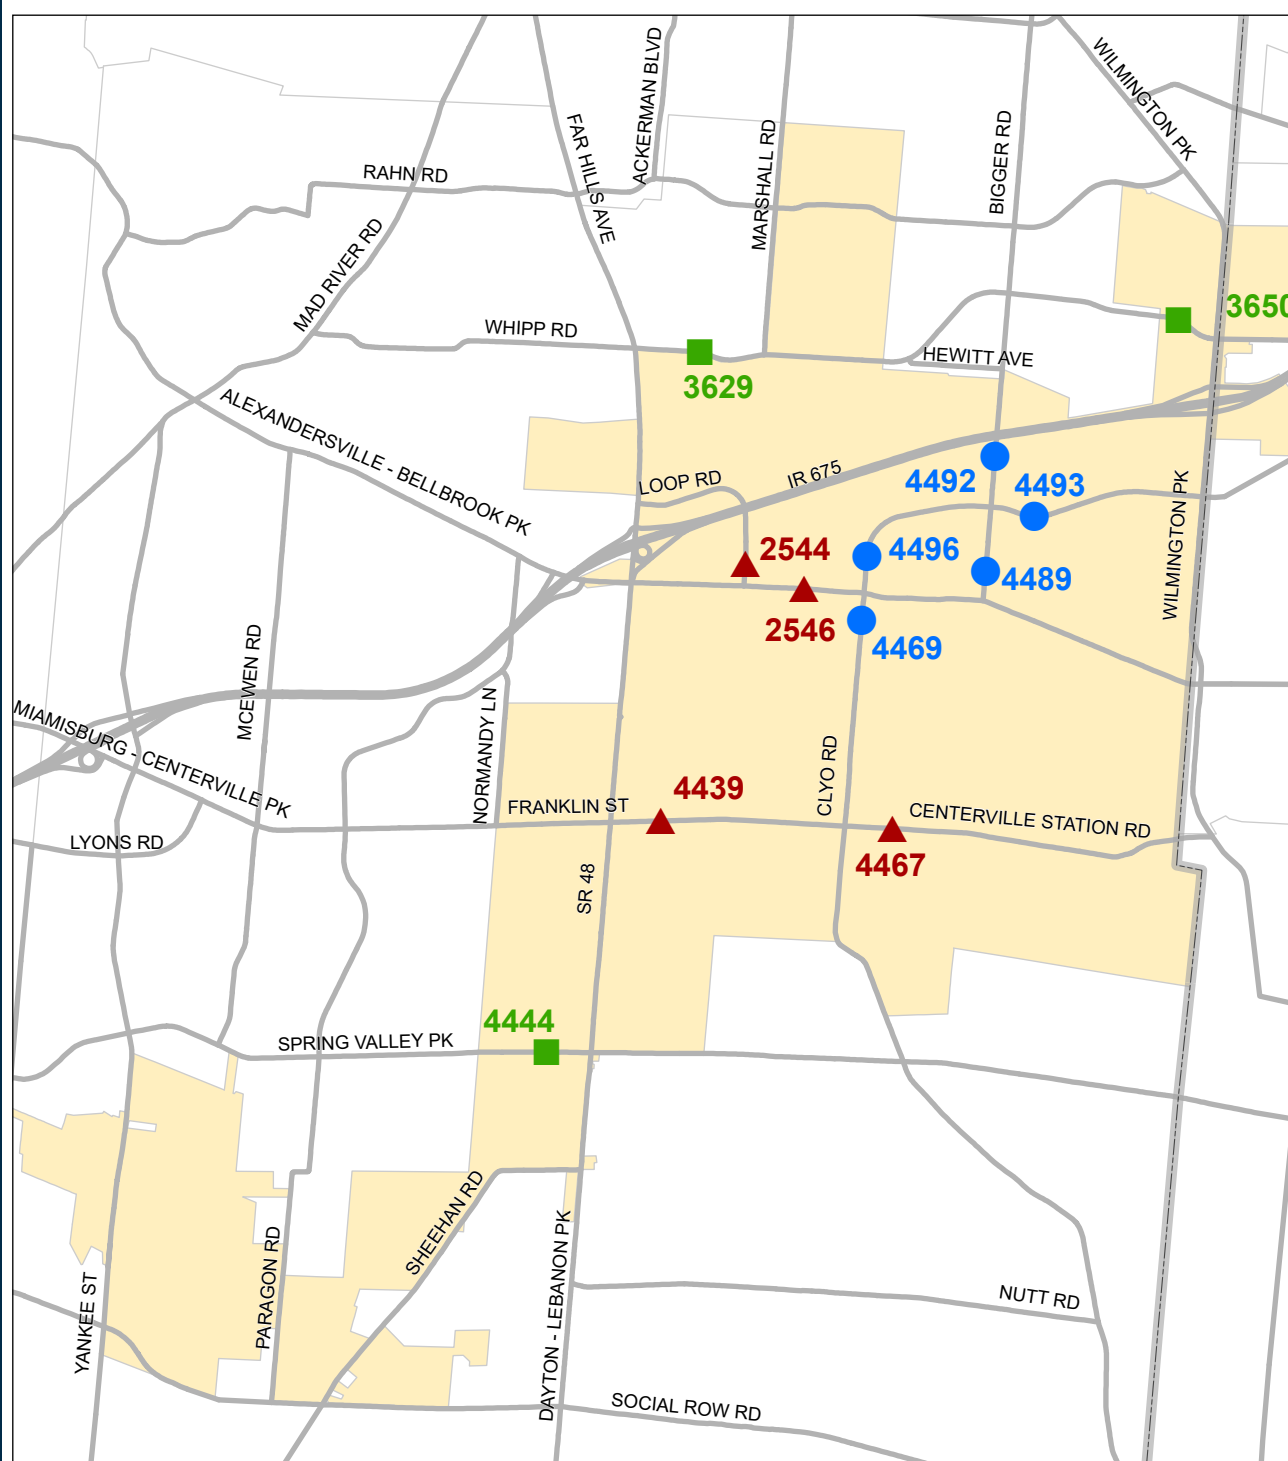 WILMINGTON PK
ACKERMAN BLVD
FAR HILLS AVE
MARSHALL RD
BIGGER RD
RAHN RD
MAD RIVER RD
3650
WHIPP RD
HEWITT AVE
3629
ALEXANDERSVILLE - BELLBROOK PK
LOOP RD
IR 675
4492
4493
WILMINGTON PK
2544
4496
4489
2546
4469
MCEWEN RD
NORMANDY LN
MIAMISBURG - CENTERVILLE PK
CLYO RD
4439
FRANKLIN ST
CENTERVILLE STATION RD
LYONS RD
4467
SR 48
4444
SPRING VALLEY PK
SHEEHAN RD
PARAGON RD
DAYTON - LEBANON PK
YANKEE ST
NUTT RD
SOCIAL ROW RD